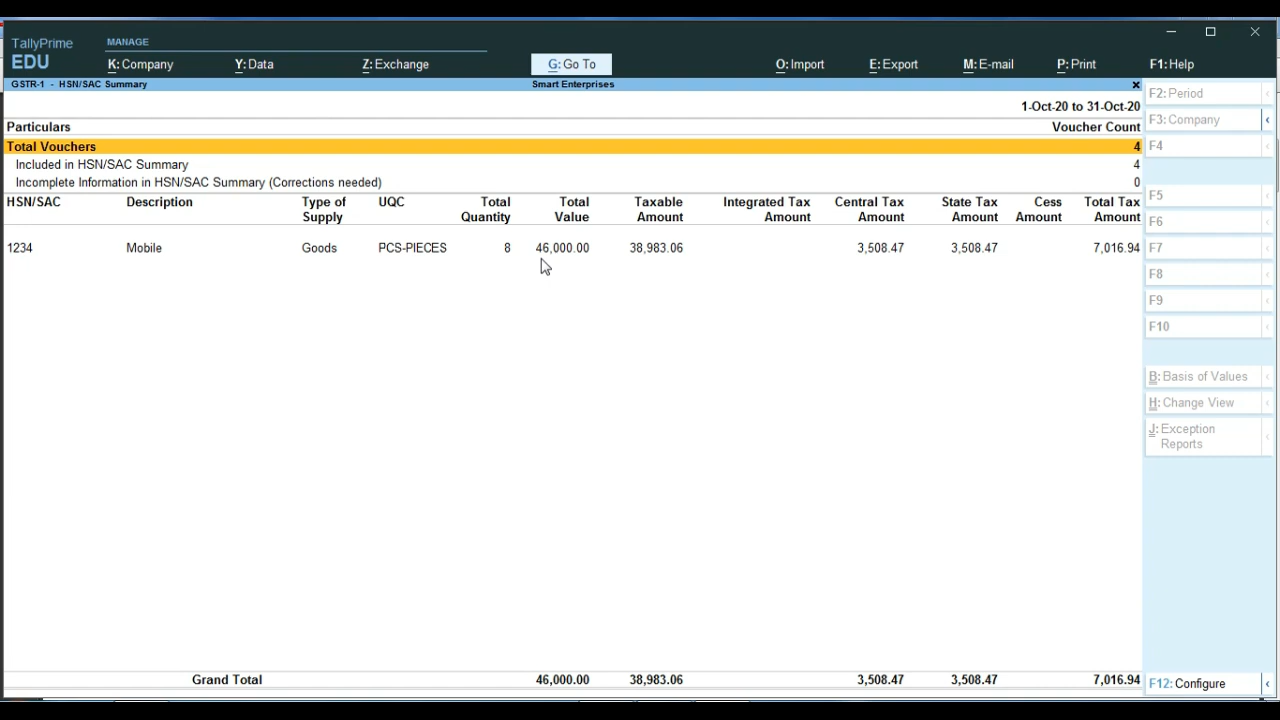 TallyPrime
EDU
MANAGE
K: Company Y: Data Z: Exchange G: Go To O: Import E: Export M: E-mail P: Print F1: Help
GSTR-1 - HSN/SAC Summary Smart Enterprises x
1-Oct-20 to 31-Oct-20
Particulars Voucher Count
Total Vouchers 4
Included in HSN/SAC Summary 4
Incomplete Information in HSN/SAC Summary (Corrections needed) 0
HSN/SAC Description Type of UQC Total Total Taxable Integrated Tax Central Tax State Tax Cess Total Tax
Supply Quantity Value Amount Amount Amount Amount Amount Amount
1234 Mobile Goods PCS-PIECES 8 46,000.00 38,983.06 3,508.47 3,508.47 7,016.94
Grand Total 46,000.00 38,983.06 3,508.47 3,508.47 7,016.94
F2: Period
F3: Company
F4
F5
F6
F7
F8
F9
F10
B: Basis of Values
H: Change View
J: Exception
Reports
F12: Configure